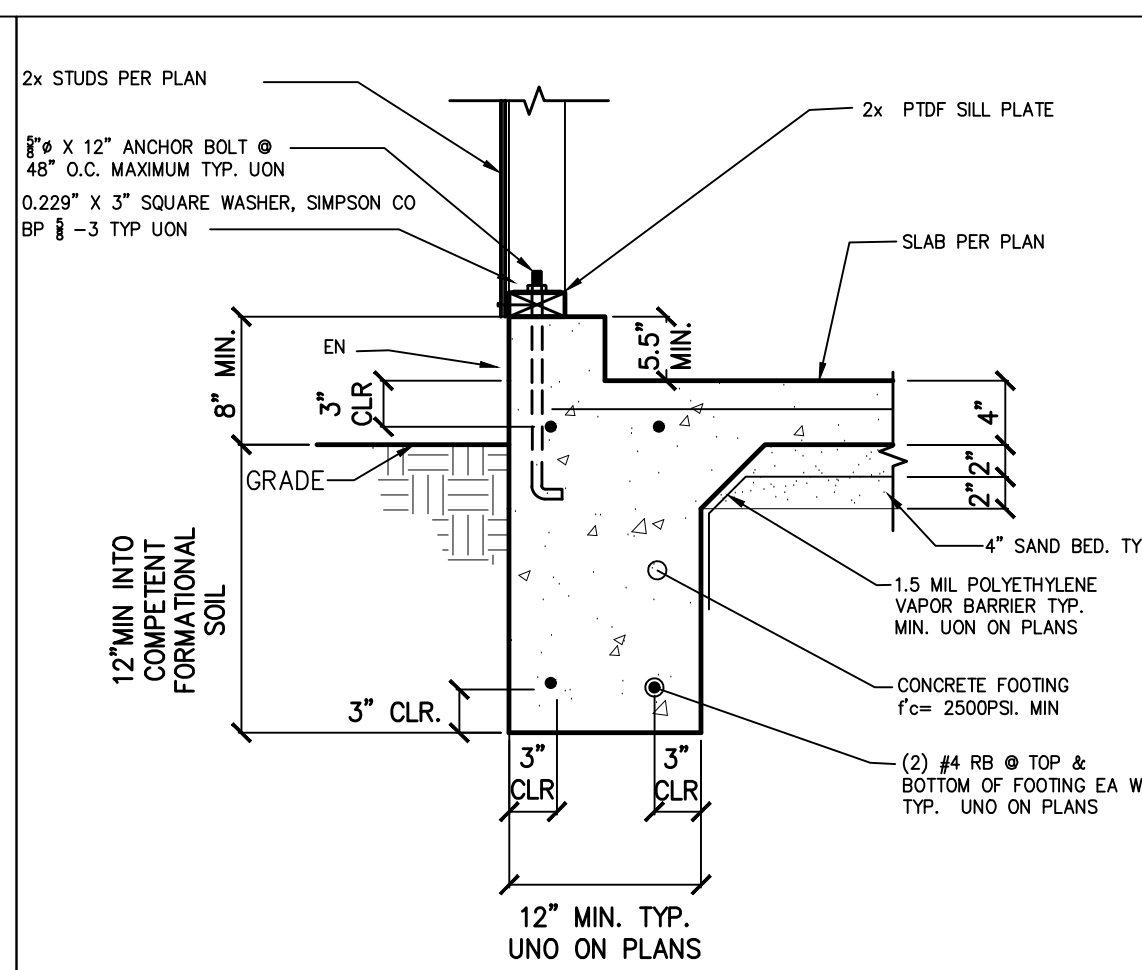 2x STUDS PER PLAN
5/8"ø X 12" ANCHOR BOLT @
48" O.C. MAXIMUM TYP. UON
0.229" X 3" SQUARE WASHER, SIMPSON CO
BP 5/8 -3 TYP UON
2x PTDF SILL PLATE
SLAB PER PLAN
EN
8" MIN.
3"
CLR
5.5"
MIN.
4"
2"
2"
GRADE
12"MIN INTO
COMPETENT
FORMATIONAL
SOIL
4" SAND BED. TY
1.5 MIL POLYETHYLENE
VAPOR BARRIER TYP.
MIN. UON ON PLANS
CONCRETE FOOTING
f'c= 2500PSI. MIN
(2) #4 RB @ TOP &
BOTTOM OF FOOTING EA W
TYP. UNO ON PLANS
3" CLR.
3"
CLR
3"
CLR
12" MIN. TYP.
UNO ON PLANS